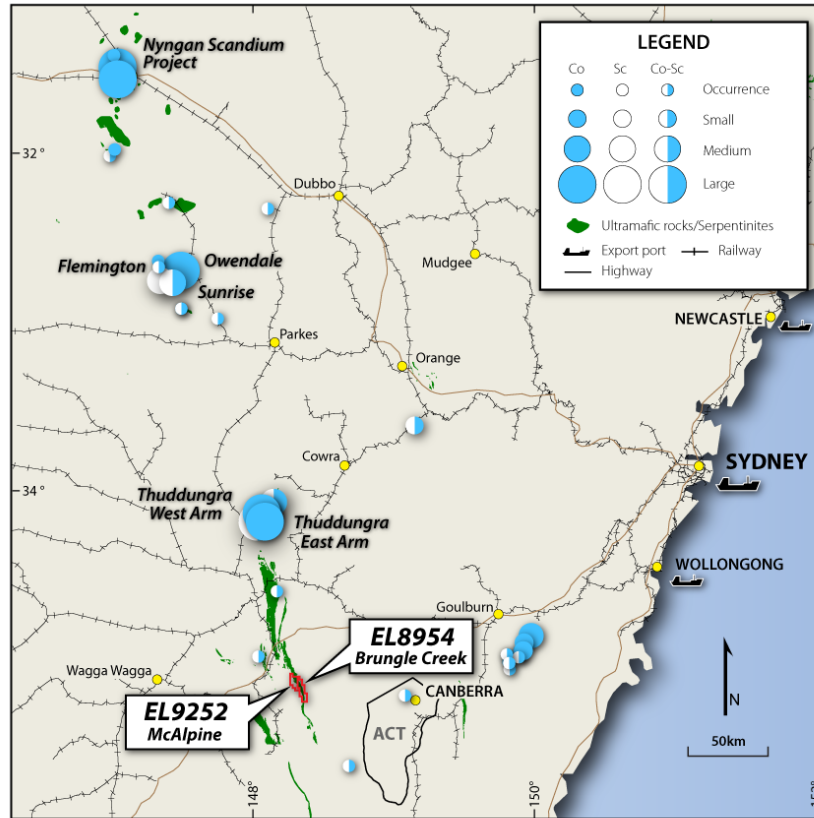 Nyngan Scandium
Project
LEGEND
Co
Sc
Co-Sc
Occurrence
Small
Medium
Large
Ultramafic rocks/Serpentinites
Export port
Railway
Highway
32°
Dubbo
Mudgee
Flemington
Owendale
Sunrise
NEWCASTLE
Parkes
Orange
Cowra
SYDNEY
34°
Thuddungra
West Arm
Thuddungra
East Arm
WOLLONGONG
Goulburn
EL8954
Brungle Creek
Wagga Wagga
EL9252
McAlpine
CANBERRA
ACT
N
50km
148°
150°
152°